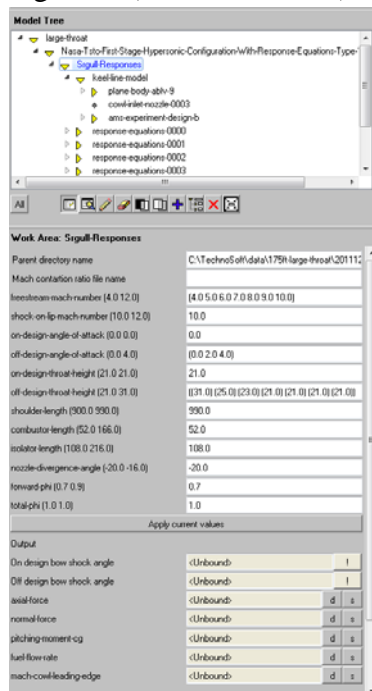 Model Tree
large-throat
Nasa-Tsto-First-Stage-Hypersonic-Configuration-With-Response-Equations-Type-
Srgull-Responses
keel-line-model
plane-body-ablv-9
cowl-inlet-nozzle-0003
ams-experiment-design-b
response-equations-0000
response-equations-0001
response-equations-0002
response-equations-0003
All
Work Area: Srgull-Responses
Parent directory name C:\TechnoSoft\data\175ft-large-throat\201112
Mach contartion ratio file name
freestream-mach-number (4.0 12.0) (4.0 5.0 6.0 7.0 8.0 9.0 10.0)
shock-on-lip-mach-number (10.0 12.0) 10.0
on-design-angle-of-attack (0.0 0.0) 0.0
off-design-angle-of-attack (0.0 4.0) (0.0 2.0 4.0)
on-design-throat-height (21.0 21.0) 21.0
off-design-throat-height (21.0 31.0) ((31.0) (25.0) (23.0) (21.0) (21.0) (21.0) (21.0))
shoulder-length (900.0 990.0) 990.0
combustor-length (52.0 166.0) 52.0
isolator-length (108.0 216.0) 108.0
nozzle-divergence-angle (-20.0 -16.0) -20.0
forward-phi (0.7 0.9) 0.7
total-phi (1.0 1.0) 1.0
Apply current values
Output
On design bow shock angle <Unbound> !
Off design bow shock angle <Unbound> !
axial-force <Unbound> d s
normal-force <Unbound> d s
pitching-moment-cg <Unbound> d s
fuel-flow-rate <Unbound> d s
mach-cowl-leading-edge <Unbound> d s